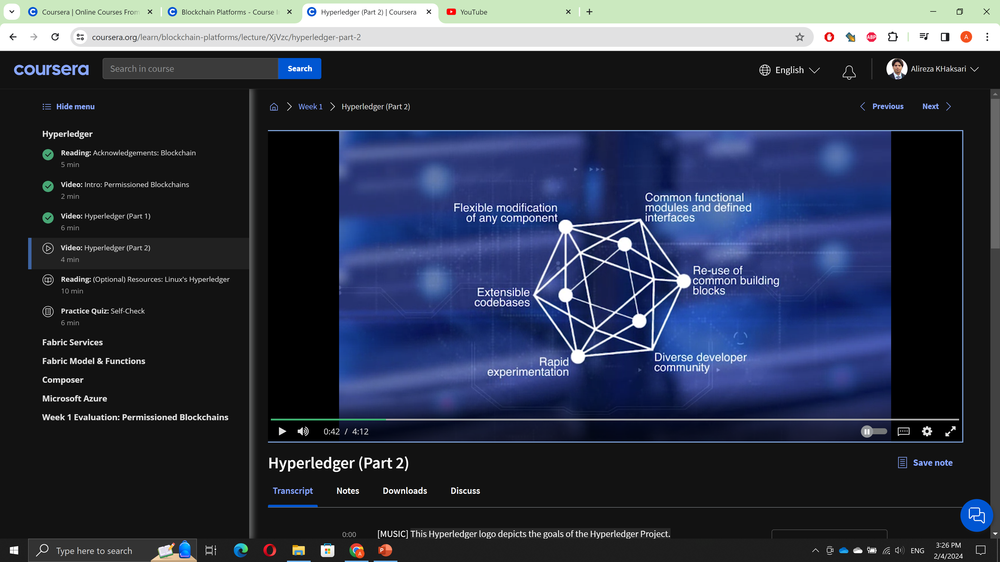 Coursera | Online Courses From
Blockchain Platforms - Course I
Hyperledger (Part 2) | Coursera
YouTube
coursera.org/learn/blockchain-platforms/lecture/XjVzc/hyperledger-part-2
ABP
A
coursera
Search in course
Search
English
Alireza KHaksari
Hide menu
Hyperledger
Reading: Acknowledgements: Blockchain
5 min
Video: Intro: Permissioned Blockchains
2 min
Video: Hyperledger (Part 1)
6 min
Video: Hyperledger (Part 2)
4 min
Reading: (Optional) Resources: Linux's Hyperledger
10 min
Practice Quiz: Self-Check
6 min
Fabric Services
Fabric Model & Functions
Composer
Microsoft Azure
Week 1 Evaluation: Permissioned Blockchains
Week 1
Hyperledger (Part 2)
Previous
Next
Flexible modification
of any component
Common functional
modules and defined
interfaces
Re-use of
common building
blocks
Extensible
codebases
Rapid
experimentation
Diverse developer
community
0:42 / 4:12
Hyperledger (Part 2)
Save note
Transcript
Notes
Downloads
Discuss
0:00
[MUSIC] This Hyperledger logo depicts the goals of the Hyperledger Project.
Type here to search
A
P
ENG
3:26 PM
2/4/2024